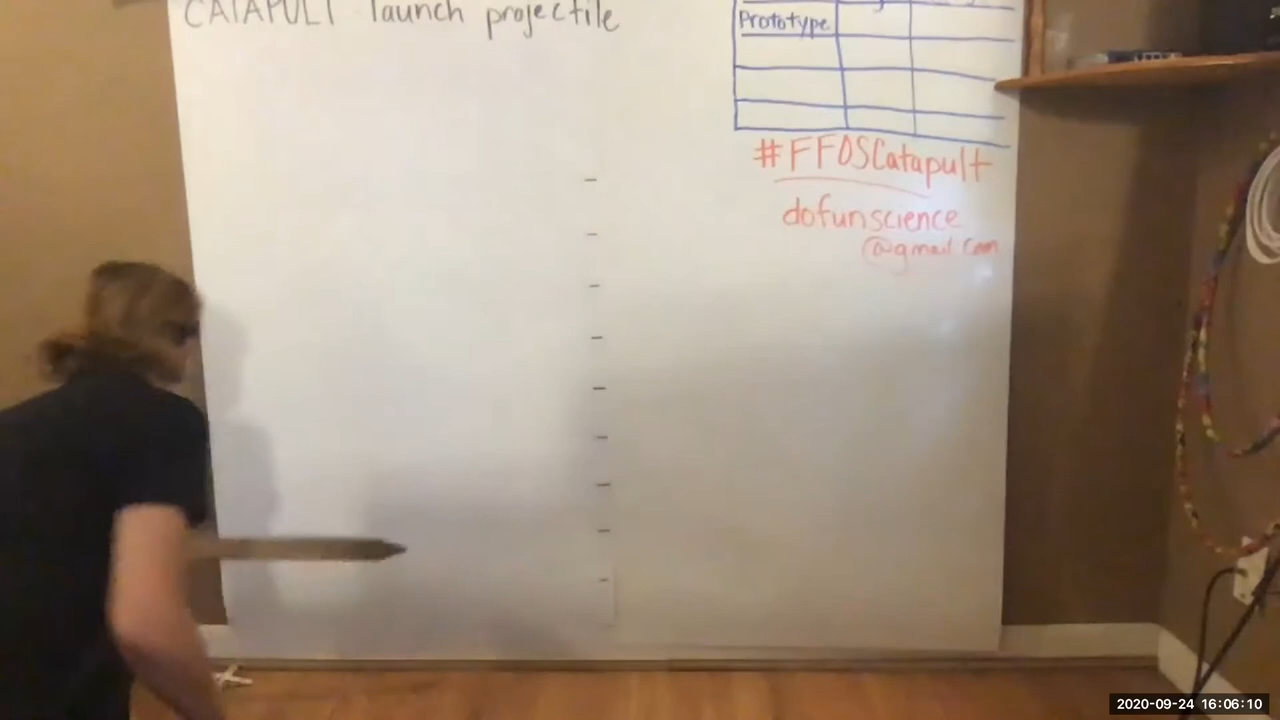 CATAPULT launch projectile
Prototype
#FFOSCatapult
dofunscience
@gmail.com
2020-09-24 16:06:10